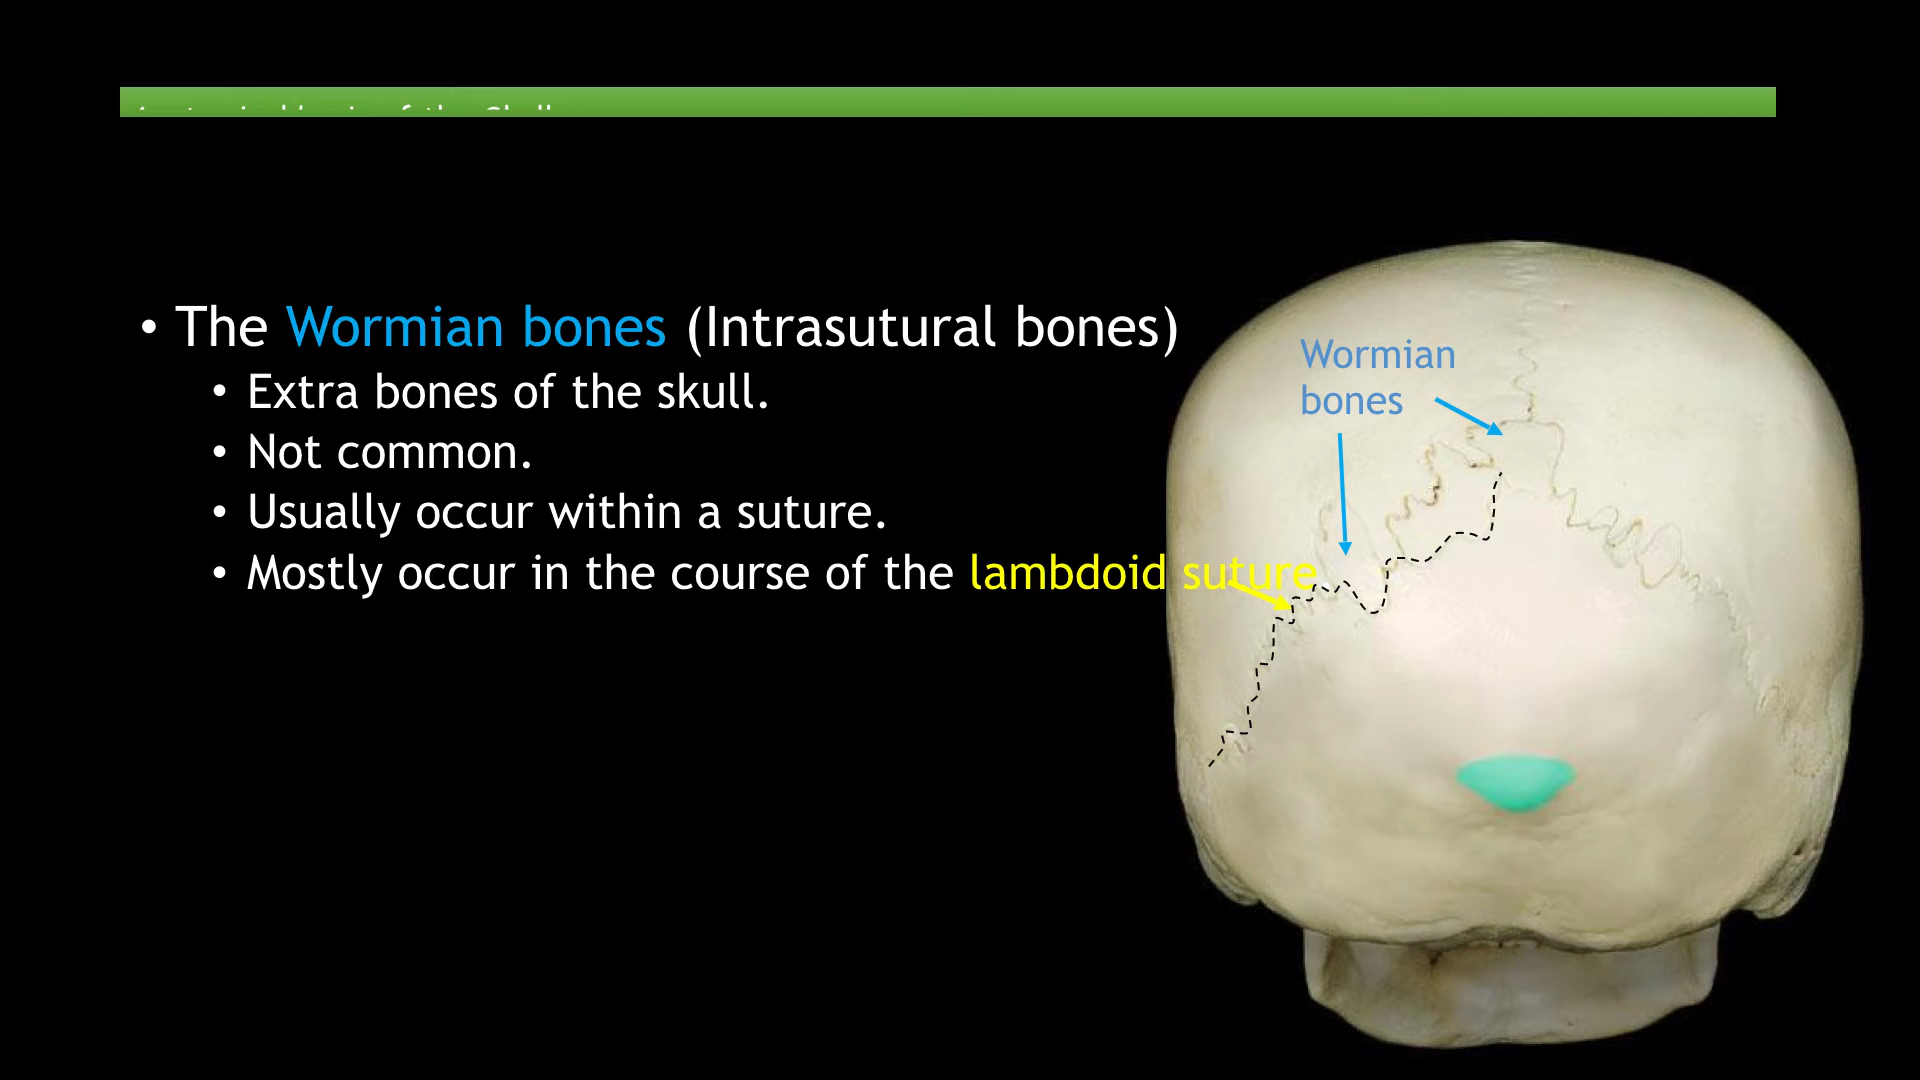 • The Wormian bones (Intrasutural bones)
• Extra bones of the skull.
• Not common.
• Usually occur within a suture.
• Mostly occur in the course of the lambdoid suture
Wormian
bones